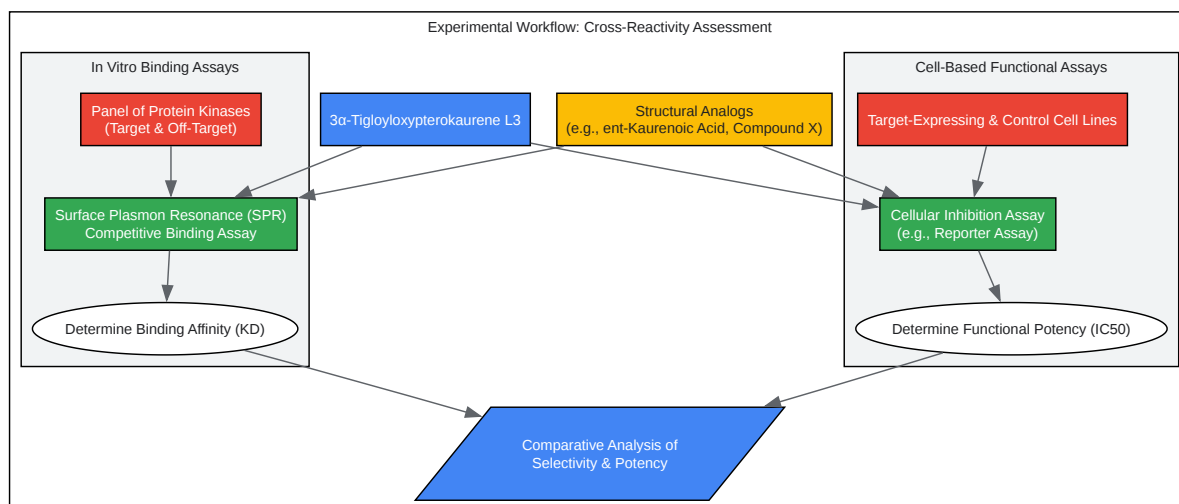 Experimental Workflow: Cross-Reactivity Assessment
In Vitro Binding Assays
Cell-Based Functional Assays
Panel of Protein Kinases
(Target & Off-Target)
3α-Tigloyloxypterokaurene L3
Structural Analogs
(e.g., ent-Kaurenoic Acid, Compound X)
Target-Expressing & Control Cell Lines
Surface Plasmon Resonance (SPR)
Competitive Binding Assay
Cellular Inhibition Assay
(e.g., Reporter Assay)
Determine Binding Affinity (KD)
Determine Functional Potency (IC50)
Comparative Analysis of
Selectivity & Potency